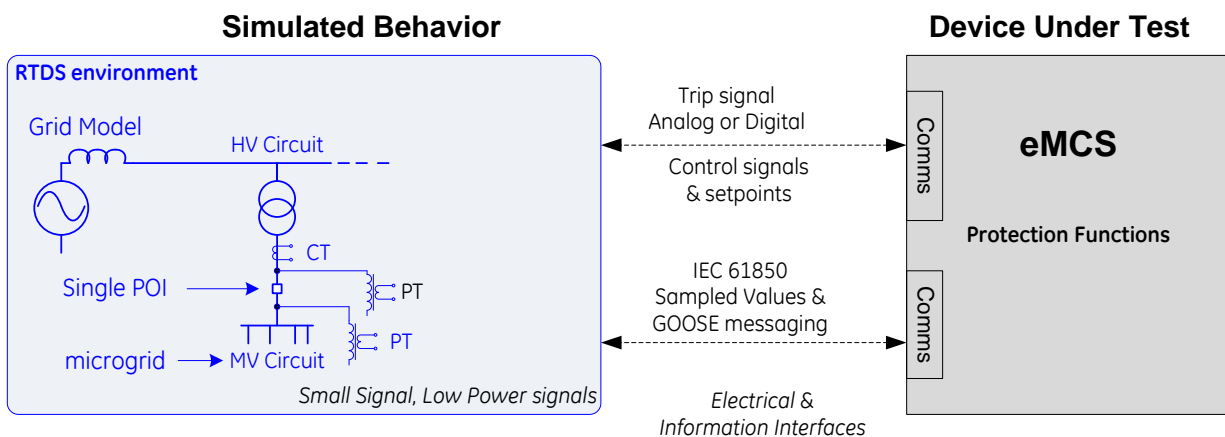 Simulated Behavior
Device Under Test
RTDS environment
Grid Model
HV Circuit
CT
Single POI
PT
PT
microgrid
MV Circuit
Small Signal, Low Power signals
Trip signal
Analog or Digital
Control signals
& setpoints
IEC 61850
Sampled Values &
GOOSE messaging
Electrical &
Information Interfaces
Comms
eMCS
Protection Functions
Comms